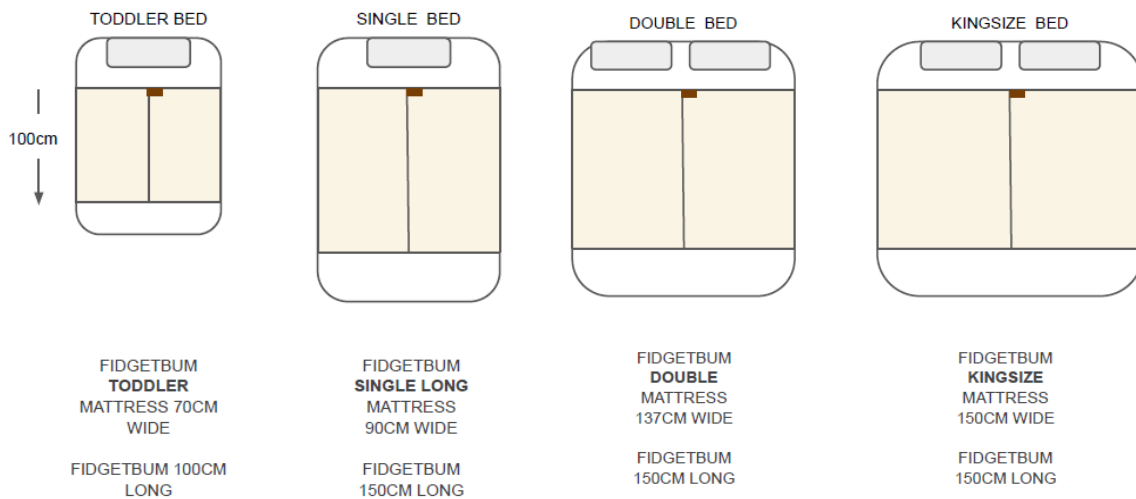 TODDLER BED
SINGLE BED
DOUBLE BED
KINGSIZE BED
100cm
FIDGETBUM
TODDLER
MATTRESS 70CM
WIDE
FIDGETBUM 100CM
LONG
FIDGETBUM
SINGLE LONG
MATTRESS
90CM WIDE
FIDGETBUM
150CM LONG
FIDGETBUM
DOUBLE
MATTRESS
137CM WIDE
FIDGETBUM
150CM LONG
FIDGETBUM
KINGSIZE
MATTRESS
150CM WIDE
FIDGETBUM
150CM LONG